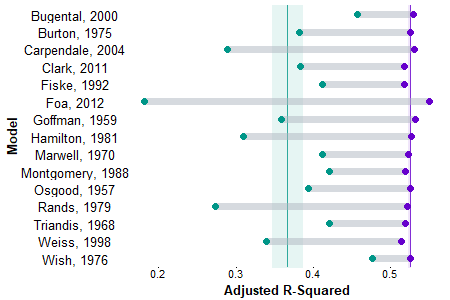 Bugental, 2000
Burton, 1975
Carpendale, 2004
Clark, 2011
Fiske, 1992
Foa, 2012
Goffman, 1959
Hamilton, 1981
Marwell, 1970
Montgomery, 1988
Osgood, 1957
Rands, 1979
Triandis, 1968
Weiss, 1998
Wish, 1976
Model
0.2 0.3 0.4 0.5
Adjusted R-Squared